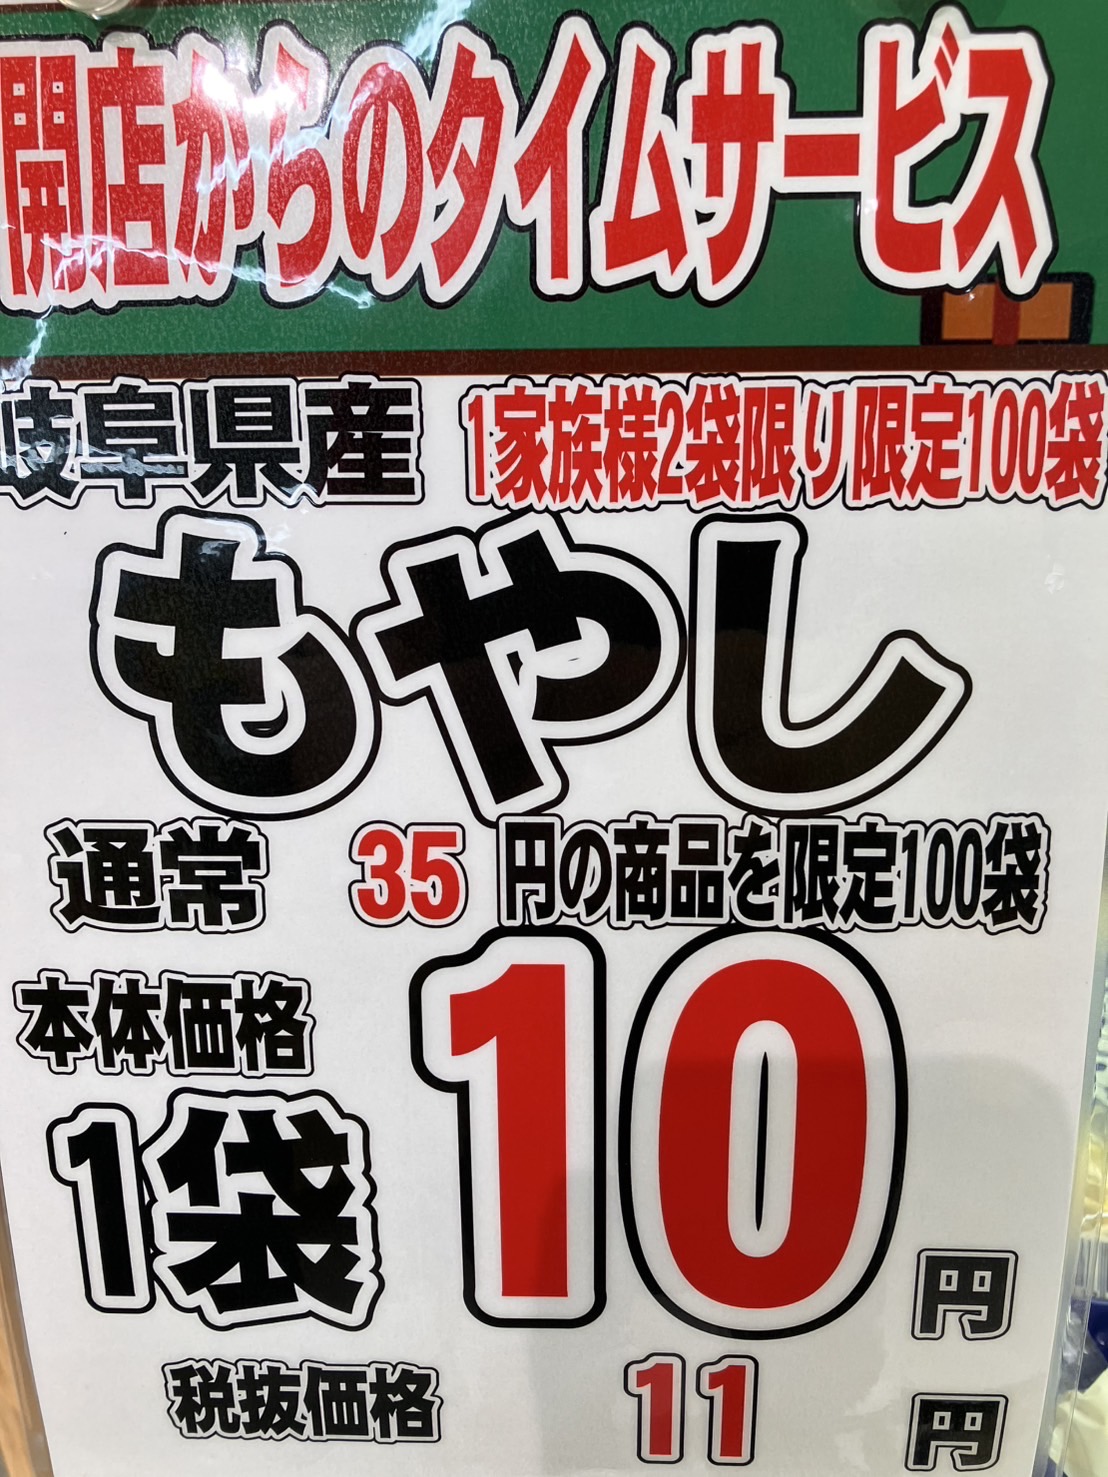 開店からのタイムサービス
岐阜県産 1家族様2袋限り限定100袋
もやし
通常 35 円の商品を限定100袋
本体価格
1袋 10 円
税抜価格 11 円